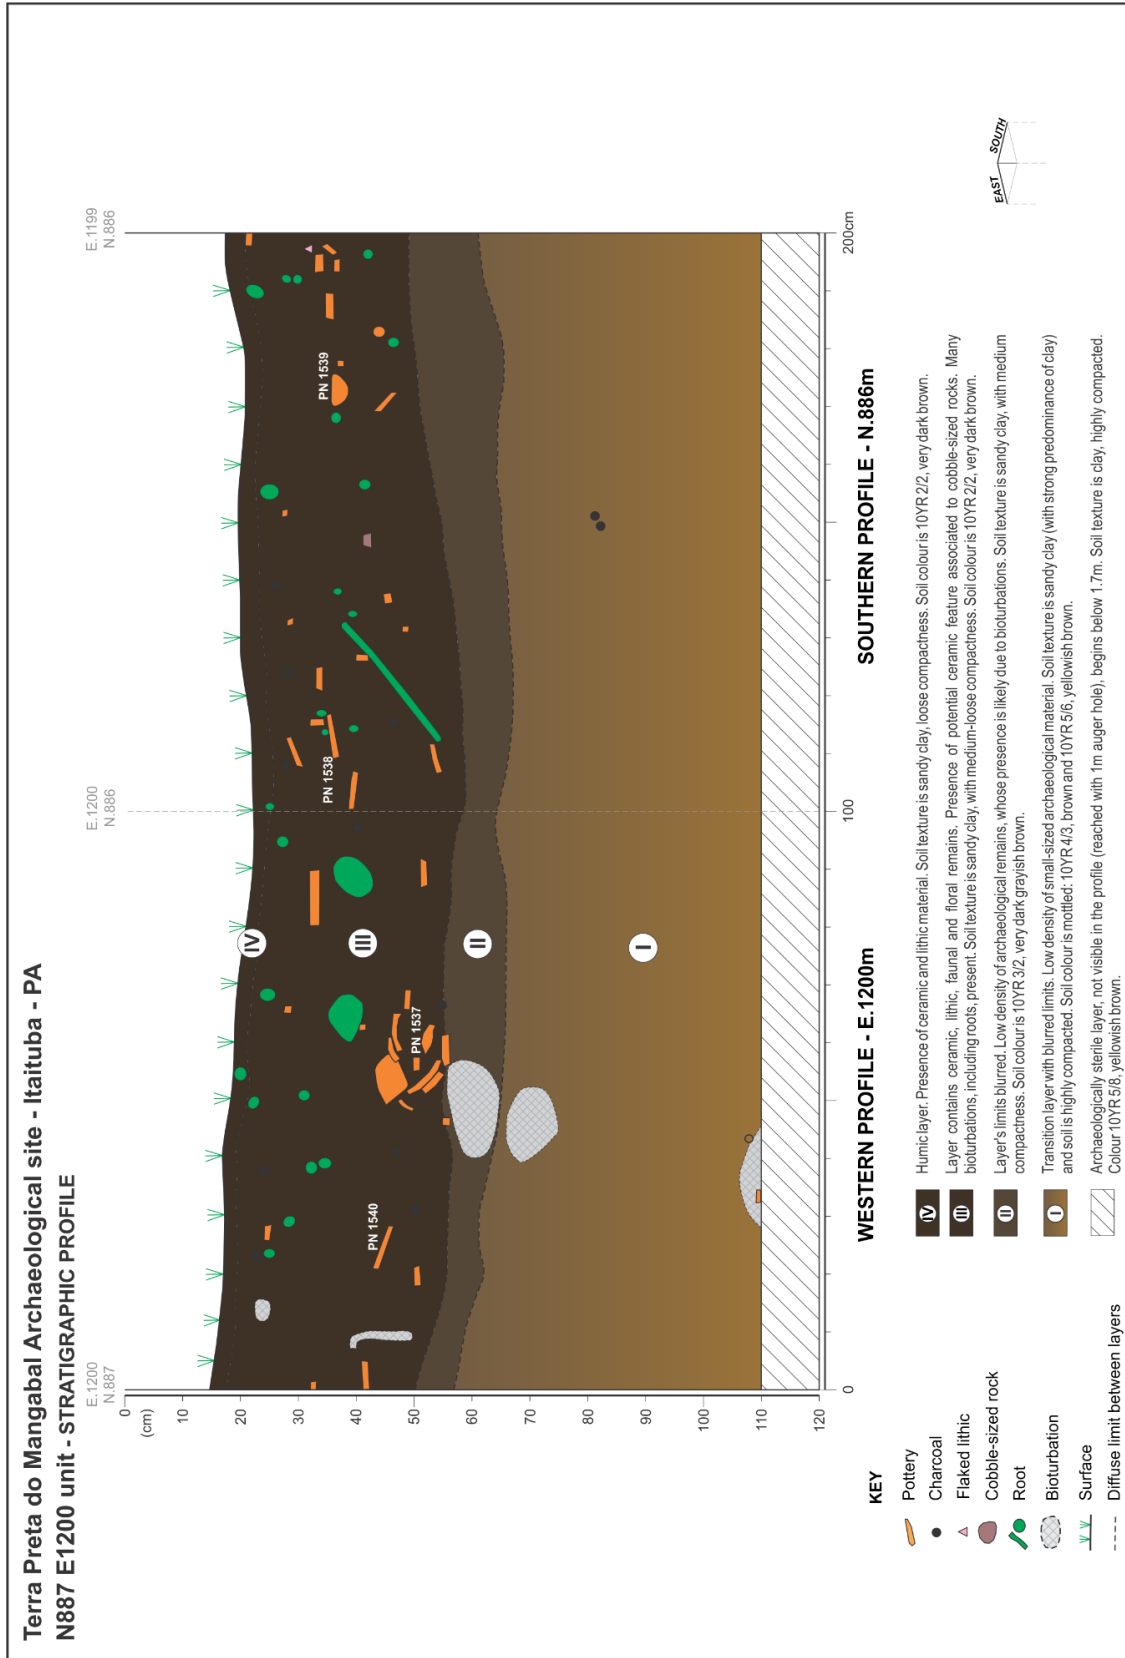 Terra Preta do Mangabal Archaeological site - Itaituba - PA
N887 E1200 unit - STRATIGRAPHIC PROFILE
E.1200
N.887
E.1200
N.886
E.1199
N.886
0
(cm)
10
20
30
40
50
60
70
80
90
100
110
120
IV
III
II
I
PN 1540
PN 1537
PN 1538
PN 1539
0
100
200cm
WESTERN PROFILE - E.1200m
SOUTHERN PROFILE - N.886m
EAST
SOUTH
KEY
Pottery
Charcoal
Flaked lithic
Cobble-sized rock
Root
Bioturbation
Surface
Diffuse limit between layers
IV
Humic layer. Presence of ceramic and lithic material. Soil texture is sandy clay, loose compactness. Soil colour is 10YR 2/2, very dark brown.
III
Layer contains ceramic, lithic, faunal and floral remains. Presence of potential ceramic feature associated to cobble-sized rocks. Many
bioturbations, including roots, present. Soil texture is sandy clay, with medium-loose compactness. Soil colour is 10YR 2/2, very dark brown.
II
Layer's limits blurred. Low density of archaeological remains, whose presence is likely due to bioturbations. Soil texture is sandy clay, with medium
compactness. Soil colour is 10YR 3/2, very dark grayish brown.
I
Transition layer with blurred limits. Low density of small-sized archaeological material. Soil texture is sandy clay (with strong predominance of clay)
and soil is highly compacted. Soil colour is mottled: 10YR 4/3, brown and 10YR 5/6, yellowish brown.
Archaeologically sterile layer, not visible in the profile (reached with 1m auger hole), begins below 1.7m. Soil texture is clay, highly compacted.
Colour 10YR 5/8, yellowish brown.